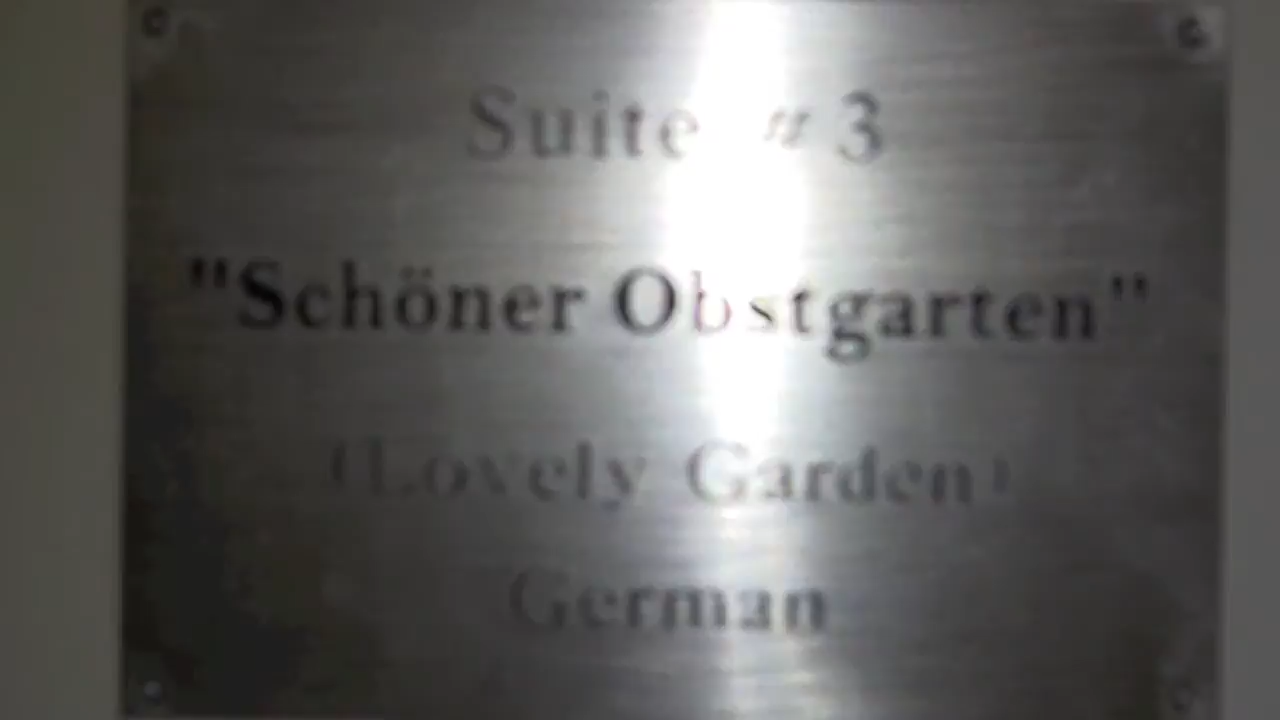 Suite # 3
"Schöner Obstgarten"
(Lovely Garden)
German